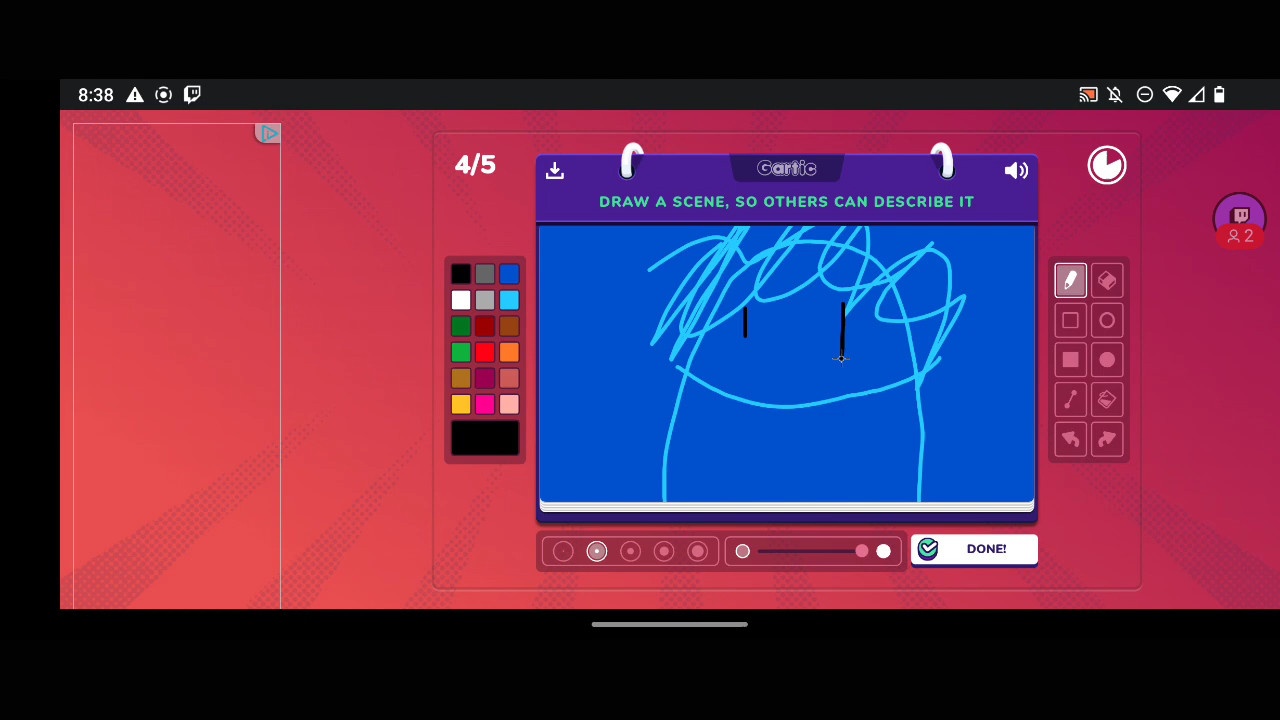 8:38
2
4/5
Gartic
DRAW A SCENE, SO OTHERS CAN DESCRIBE IT
DONE!